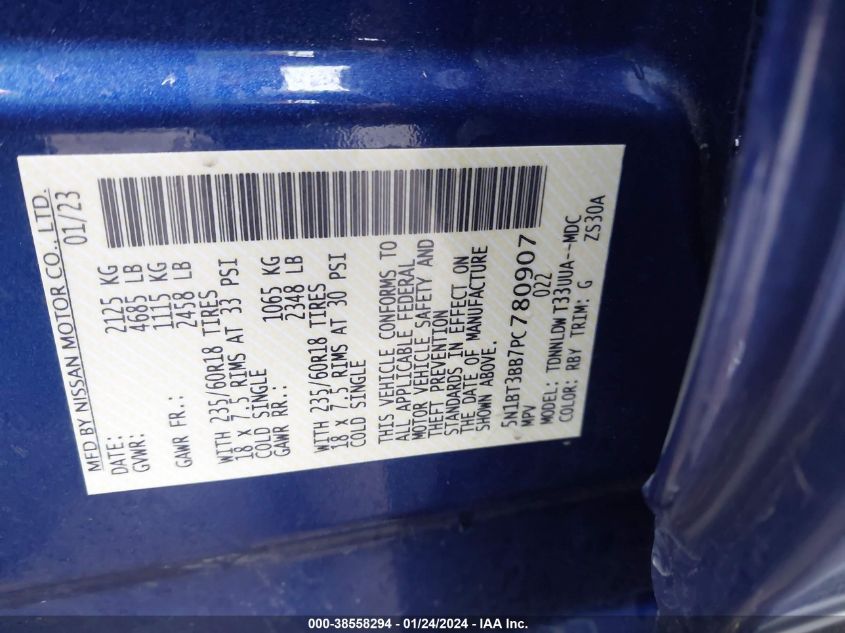 MFD BY NISSAN MOTOR CO., LTD.
DATE: 01/23
GVWR: 2125 KG
4685 LB
GAWR FR.: 1115 KG
2458 LB
WITH 235/60R18 TIRES
18 X 7.5 RIMS AT 33 PSI
COLD SINGLE
GAWR RR.: 1065 KG
2348 LB
WITH 235/60R18 TIRES
18 X 7.5 RIMS AT 30 PSI
COLD SINGLE
THIS VEHICLE CONFORMS TO
ALL APPLICABLE FEDERAL
MOTOR VEHICLE SAFETY AND
THEFT PREVENTION
STANDARDS IN EFFECT ON
THE DATE OF MANUFACTURE
SHOWN ABOVE.
5N1BT3BB7PC780907
MPV 022
MODEL: TDNNLDW T33UUA--MDC
COLOR: RBY TRIM: G ZS30A
000-38558294 - 01/24/2024 - IAA Inc.